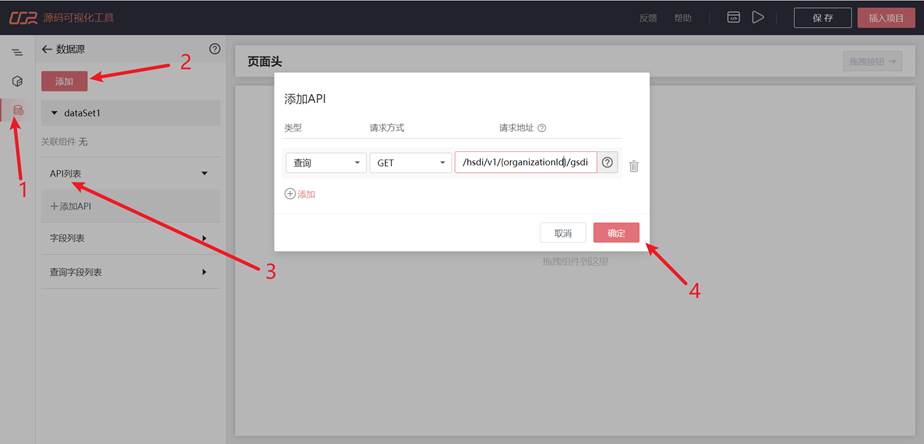 源码可视化工具
反馈 帮助 保 存 插入项目
数据源
添加
2
dataSet1
关联组件 无
1
API列表
添加API
字段列表
3
查询字段列表
页面头
拖拽按钮
添加API
类型 请求方式 请求地址
查询 GET /hsdi/v1/{organizationId}/gsdi
添加
取消 确定
拖拽组件到这里
4